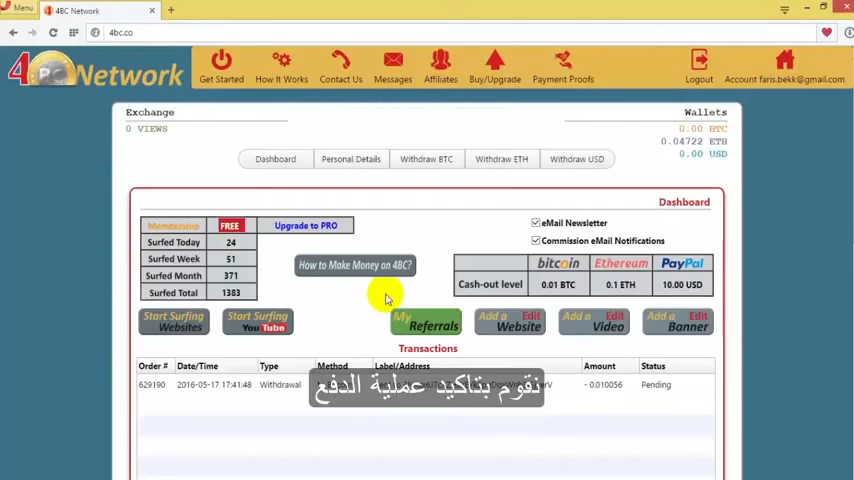 Menu
4BC Network
4bc.co
4BC Network
Get Started
How It Works
Contact Us
Messages
Affiliates
Buy/Upgrade
Payment Proofs
Logout
Account faris.bekk@gmail.com
Exchange
0 VIEWS
Wallets
0.00 BTC
0.04722 ETH
0.00 USD
Dashboard
Personal Details
Withdraw BTC
Withdraw ETH
Withdraw USD
Dashboard
Membership FREE Upgrade to PRO
Surfed Today 24
Surfed Week 51
Surfed Month 371
Surfed Total 1383
How to Make Money on 4BC?
eMail Newsletter
Commission eMail Notifications
bitcoin Ethereum PayPal
Cash-out level 0.01 BTC 0.1 ETH 10.00 USD
Start Surfing Websites
Start Surfing YouTube
My Referrals
Add a Edit Website
Add a Edit Video
Add a Edit Banner
Transactions
Order # Date/Time Type Method Label/Address Amount Status
629190 2016-05-17 17:41:48 Withdrawal - 0.010056 Pending
نقوم بتاكيد عملية الدفع